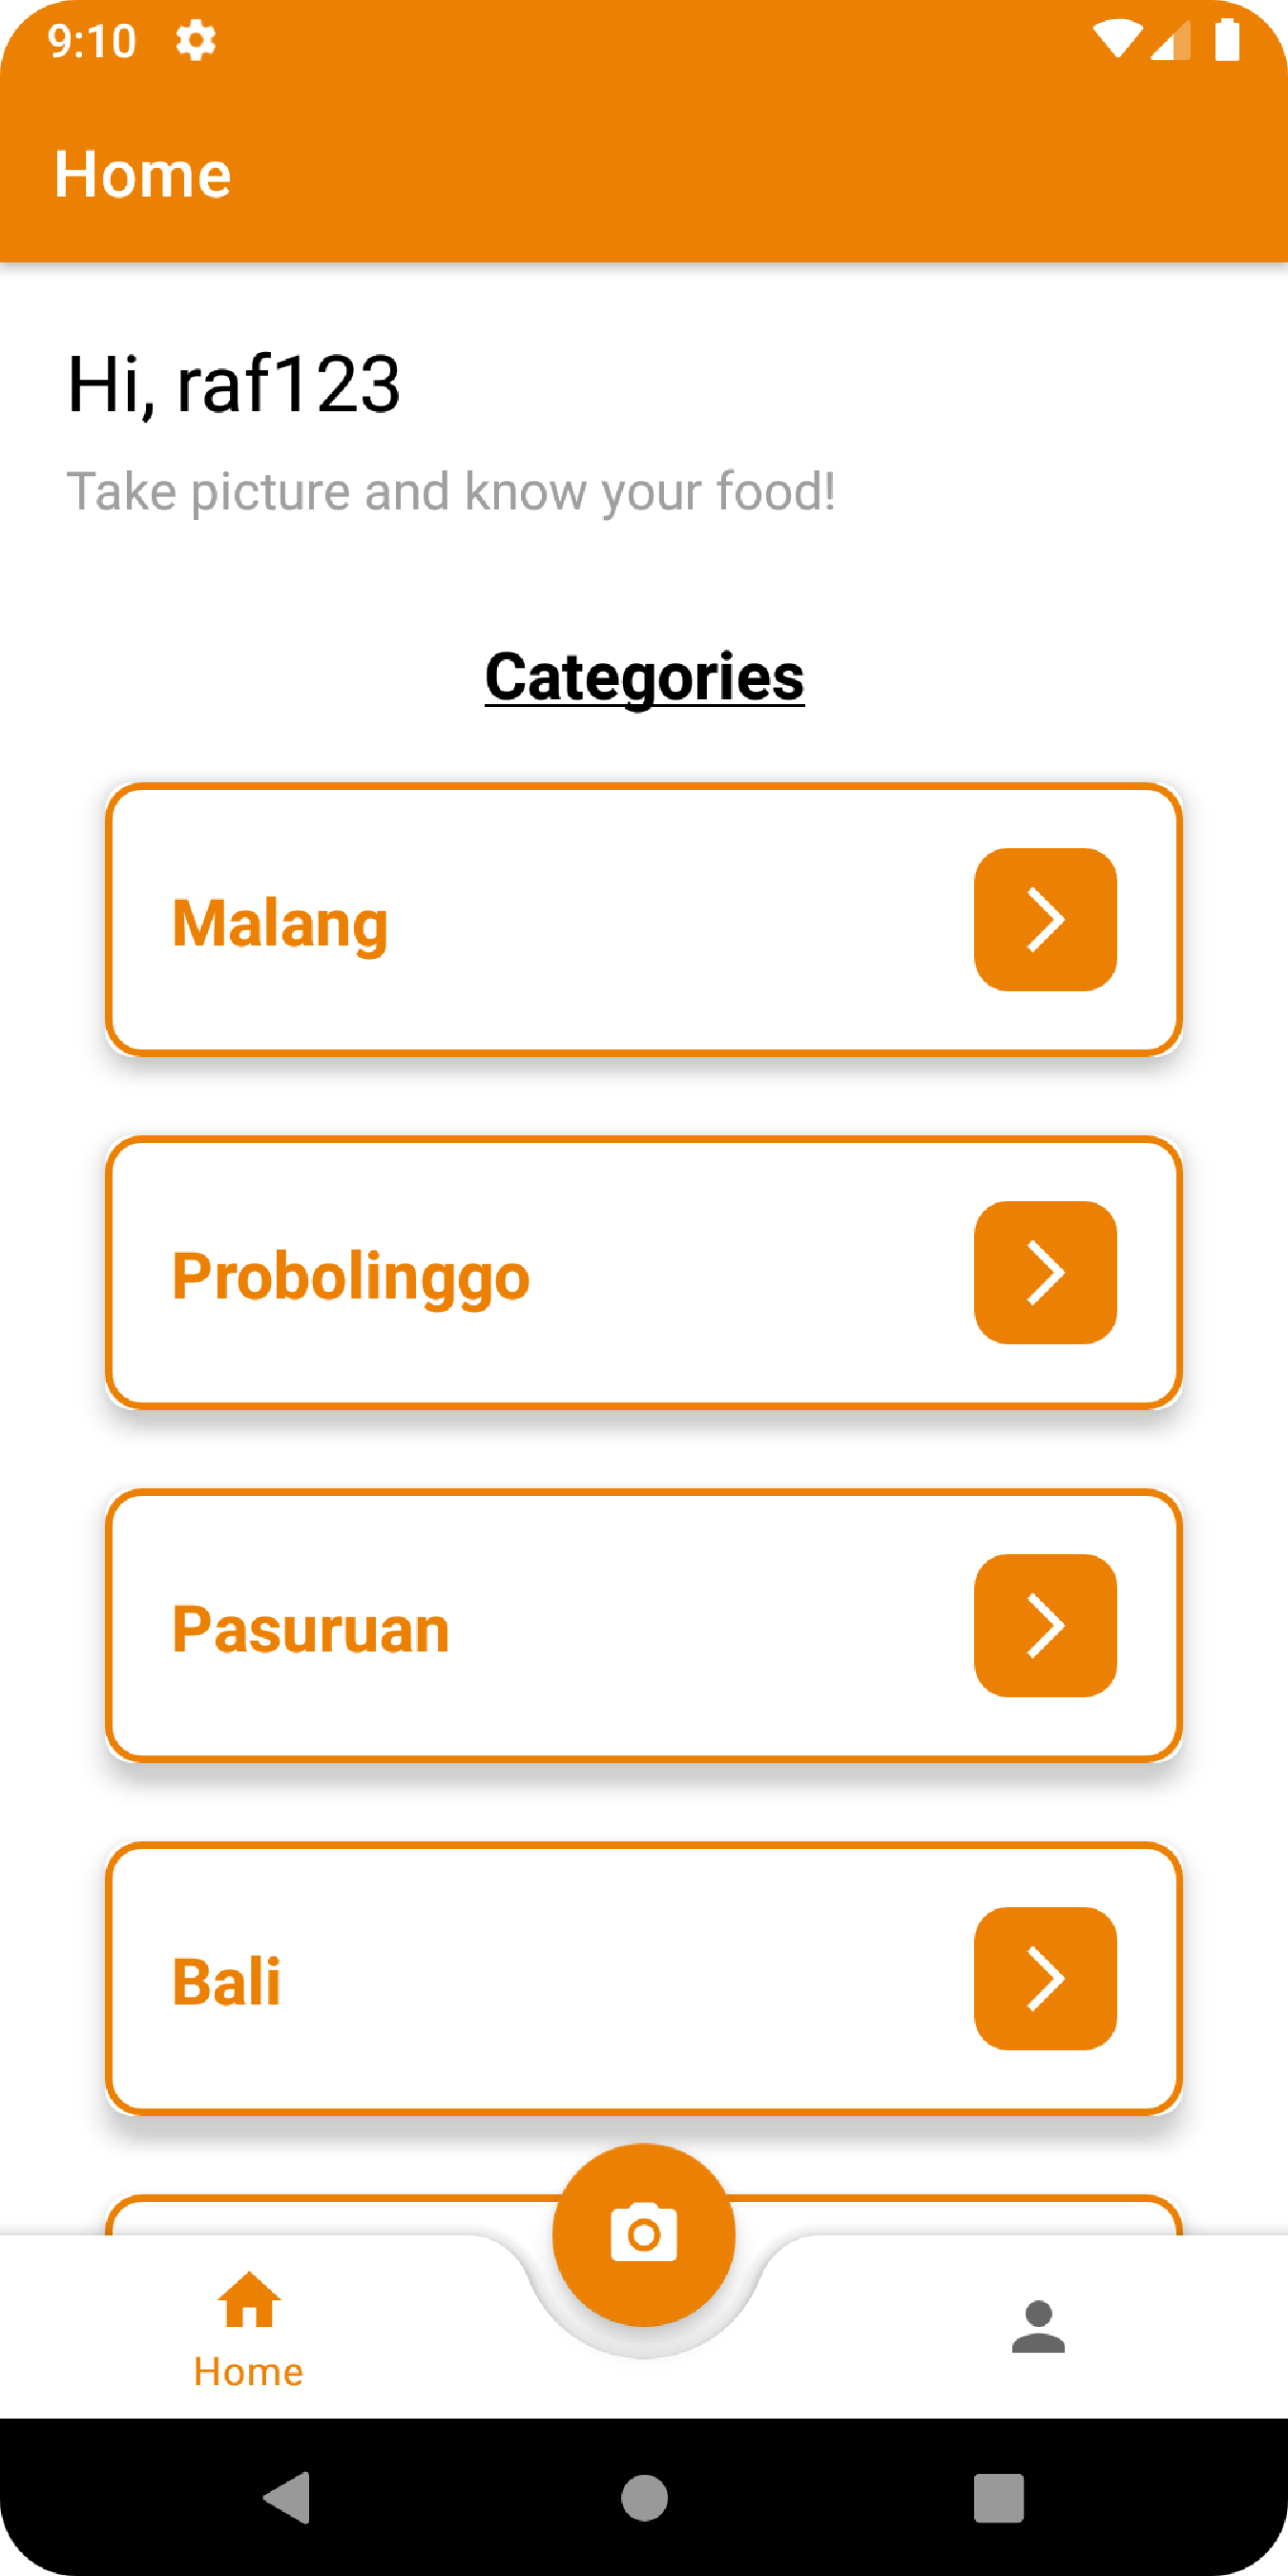 9:10
Home
Hi, raf123
Take picture and know your food!
Categories
Malang
Probolinggo
Pasuruan
Bali
Home